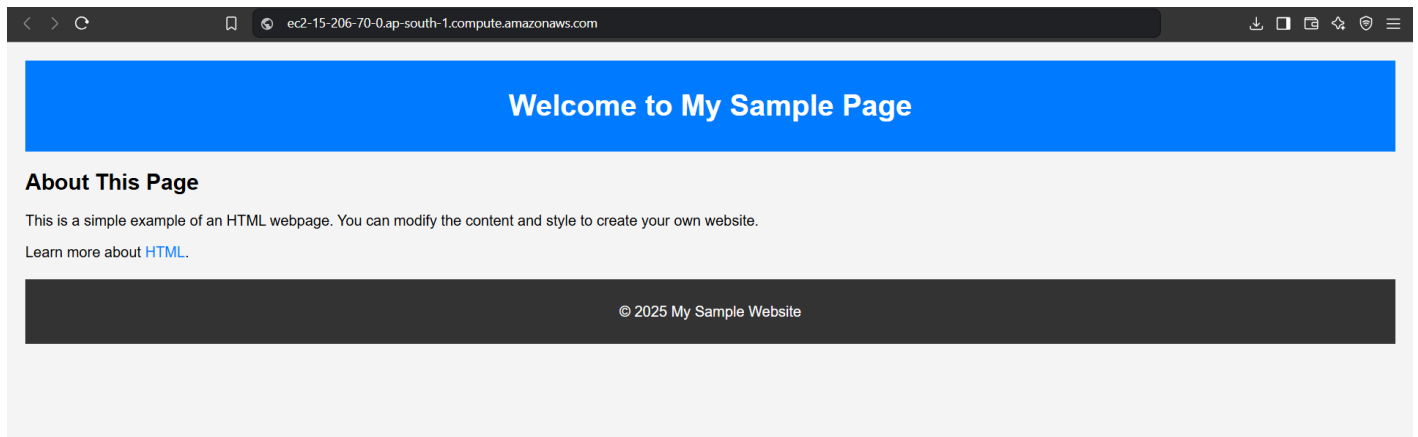 ec2-15-206-70-0.ap-south-1.compute.amazonaws.com
Welcome to My Sample Page
About This Page
This is a simple example of an HTML webpage. You can modify the content and style to create your own website.
Learn more about HTML.
© 2025 My Sample Website